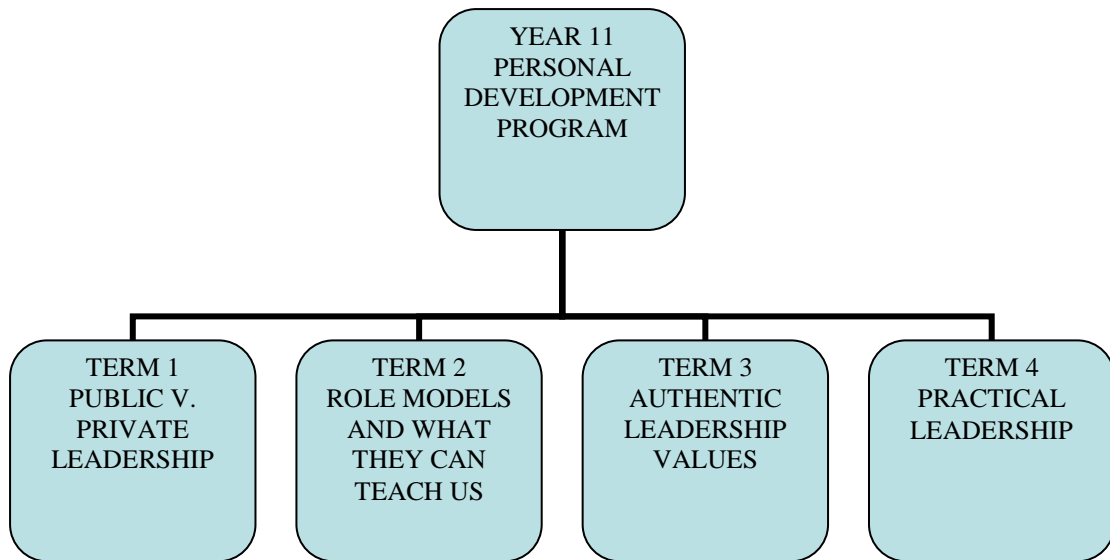 YEAR 11
PERSONAL
DEVELOPMENT
PROGRAM
TERM 1
PUBLIC V.
PRIVATE
LEADERSHIP
TERM 2
ROLE MODELS
AND WHAT
THEY CAN
TEACH US
TERM 3
AUTHENTIC
LEADERSHIP
VALUES
TERM 4
PRACTICAL
LEADERSHIP